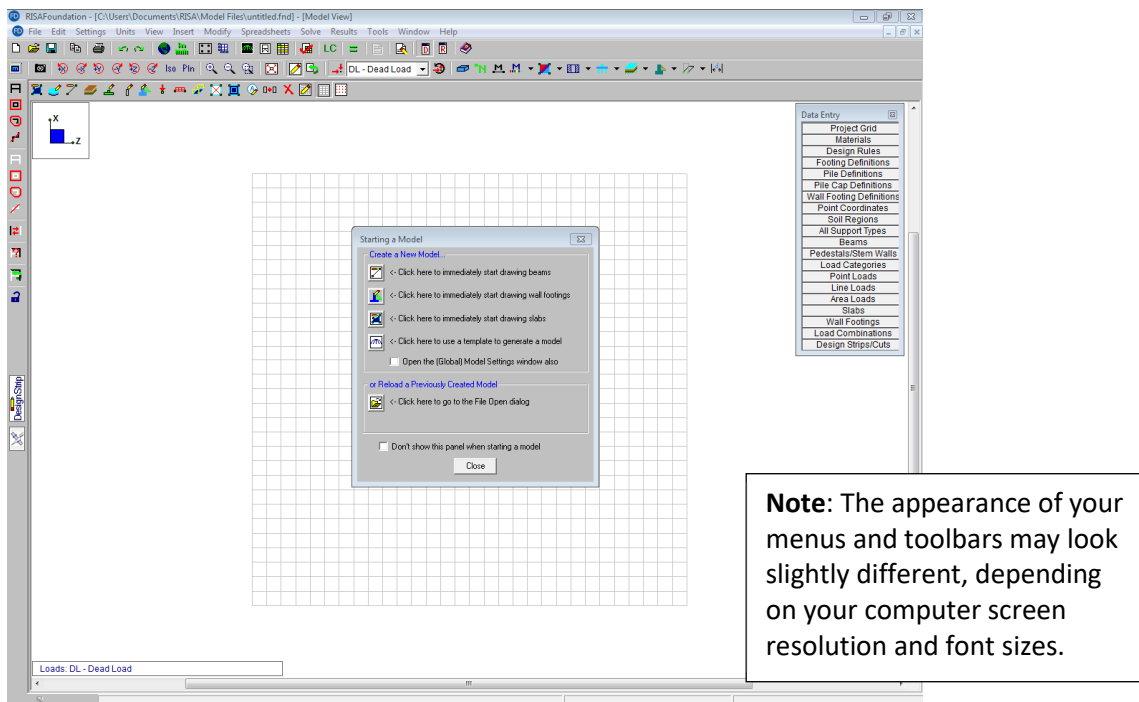 RISAFoundation - [C:\Users\Documents\RISA\Model Files\untitled.fnd] - [Model View]
File Edit Settings Units View Insert Modify Spreadsheets Solve Results Tools Window Help
LC
Iso Pln DL - Dead Load
X
Z
Data Entry
Project Grid
Materials
Design Rules
Footing Definitions
Pile Definitions
Pile Cap Definitions
Wall Footing Definitions
Point Coordinates
Soil Regions
All Support Types
Beams
Pedestals/Stem Walls
Load Categories
Point Loads
Line Loads
Area Loads
Slabs
Wall Footings
Load Combinations
Design Strips/Cuts
Starting a Model
Create a New Model...
<- Click here to immediately start drawing beams
<- Click here to immediately start drawing wall footings
<- Click here to immediately start drawing slabs
<- Click here to use a template to generate a model
Open the (Global) Model Settings window also
or Reload a Previously Created Model
<- Click here to go to the File Open dialog
Don't show this panel when starting a model
Close
DesignStrip
Note: The appearance of your
menus and toolbars may look
slightly different, depending
on your computer screen
resolution and font sizes.
Loads: DL - Dead Load